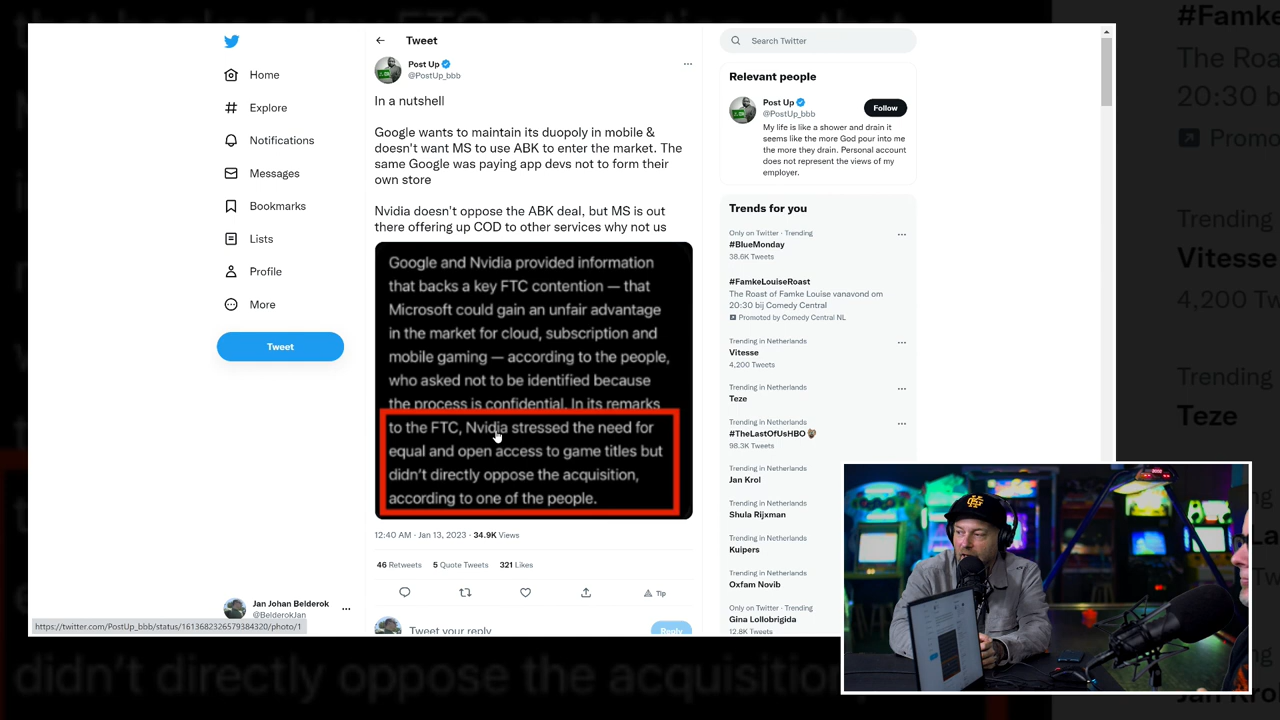 Tweet
Post Up
@PostUp_bbb
In a nutshell
Google wants to maintain its duopoly in mobile &
doesn't want MS to use ABK to enter the market. The
same Google was paying app devs not to form their
own store
Nvidia doesn't oppose the ABK deal, but MS is out
there offering up COD to other services why not us
Google and Nvidia provided information
that backs a key FTC contention — that
Microsoft could gain an unfair advantage
in the market for cloud, subscription and
mobile gaming — according to the people,
who asked not to be identified because
the process is confidential. In its remarks
to the FTC, Nvidia stressed the need for
equal and open access to game titles but
didn't directly oppose the acquisition,
according to one of the people.
12:40 AM · Jan 13, 2023 · 34.9K Views
46 Retweets 5 Quote Tweets 321 Likes
Tip
Tweet your reply
Reply
Home
Explore
Notifications
Messages
Bookmarks
Lists
Profile
More
Tweet
Jan Johan Belderok
@BelderokJan
https://twitter.com/PostUp_bbb/status/1613682326579384320/photo/1
Search Twitter
Relevant people
Post Up
@PostUp_bbb
Follow
My life is like a shower and drain it
seems like the more God pour into me
the more they drain. Personal account
does not represent the views of my
employer.
Trends for you
Only on Twitter · Trending
#BlueMonday
38.6K Tweets
#FamkeLouiseRoast
The Roast of Famke Louise vanavond om
20:30 bij Comedy Central
Promoted by Comedy Central NL
Trending in Netherlands
Vitesse
4,200 Tweets
Trending in Netherlands
Teze
Trending in Netherlands
#TheLastOfUsHBO
98.3K Tweets
Trending in Netherlands
Jan Krol
Trending in Netherlands
Shula Rijxman
Trending in Netherlands
Kuipers
Trending in Netherlands
Oxfam Novib
Only on Twitter · Trending
Gina Lollobrigida
12.8K Tweets
#Famke
The Roa
20:30 b
Promo
Trending
Vitesse
4,200 Tw
Trending
Teze
didn't directly oppose the acquisition,